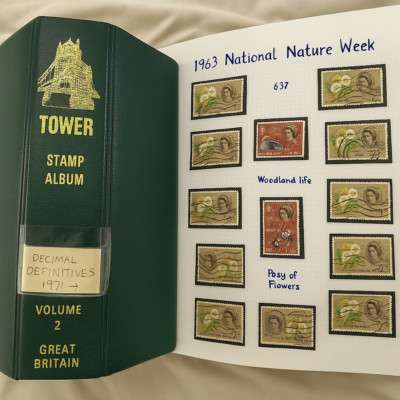 TOWER
STAMP
ALBUM
DECIMAL
DEFINITIVES
1971 →
VOLUME
2
GREAT
BRITAIN
1963 National Nature Week
637
Woodland life
Posy of
Flowers